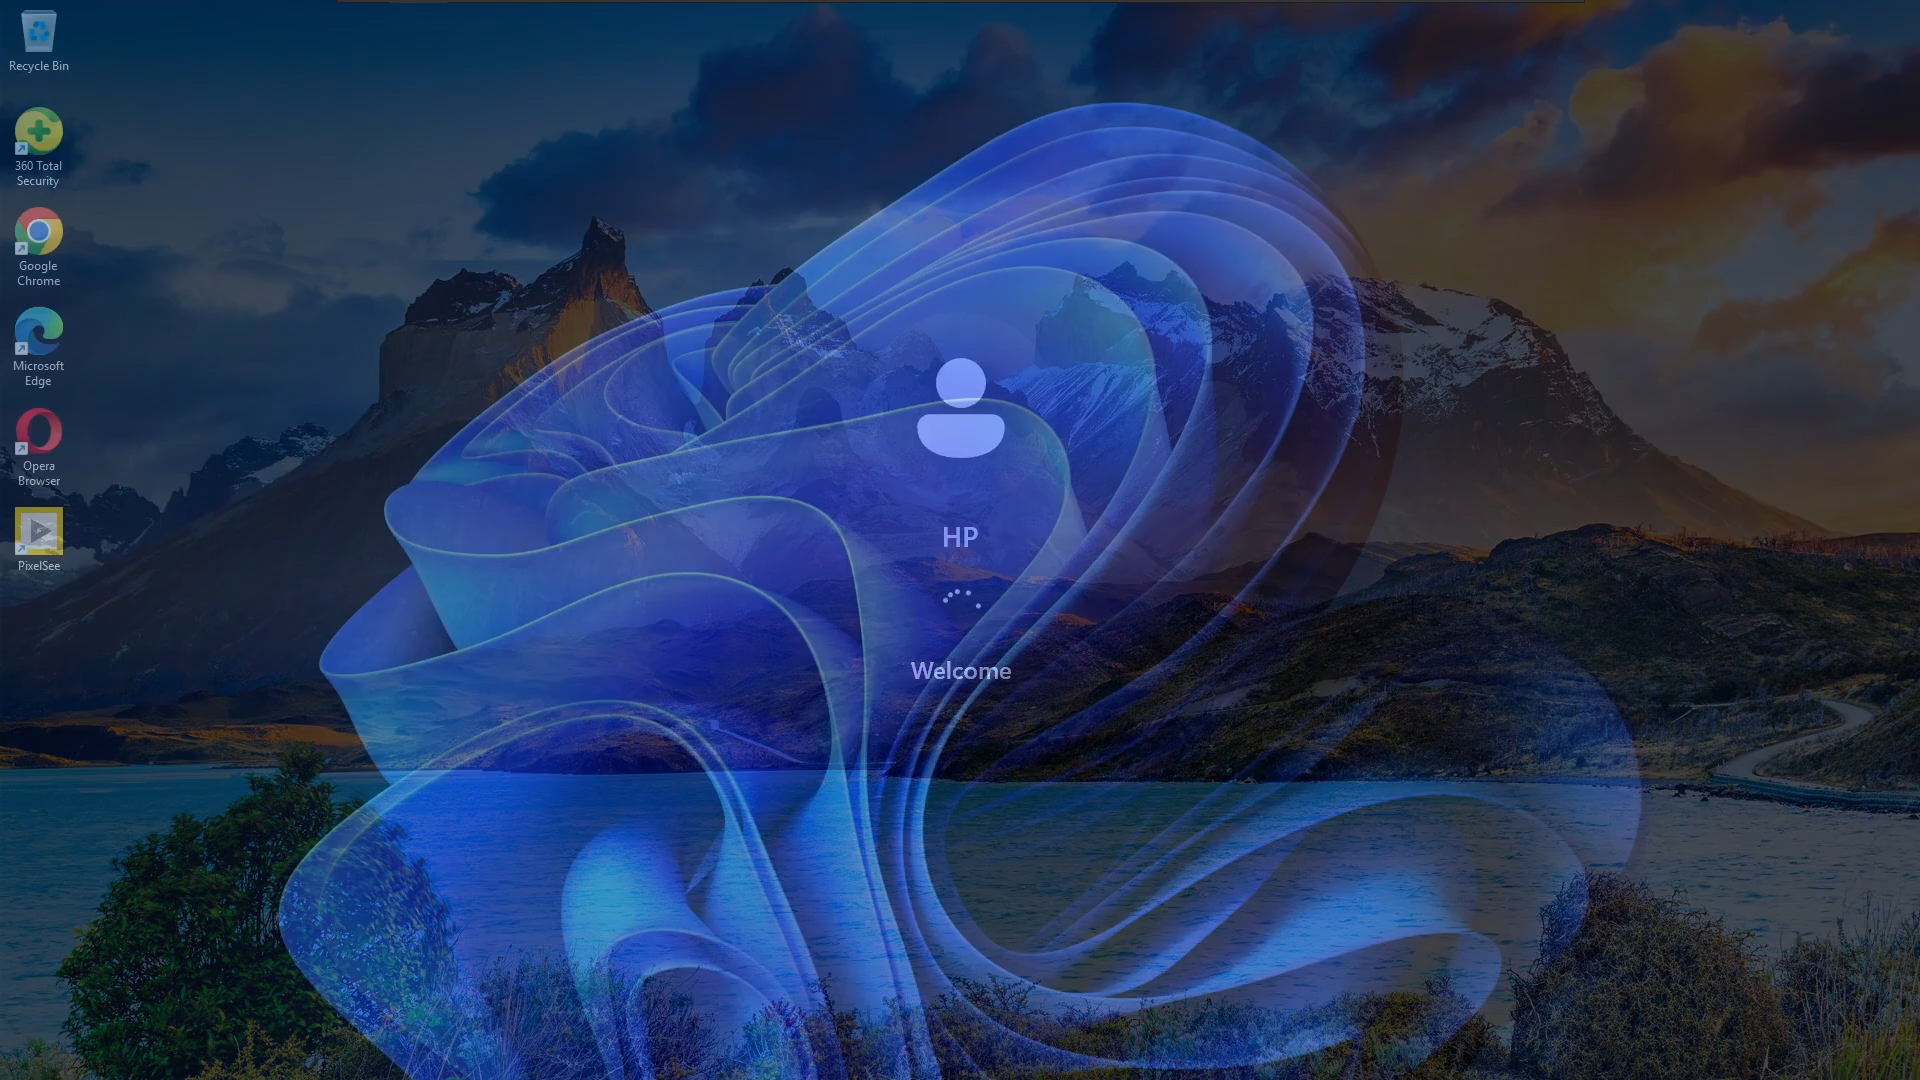 Recycle Bin
360 Total
Security
Google
Chrome
Microsoft
Edge
Opera
Browser
PixelSee
HP
Welcome